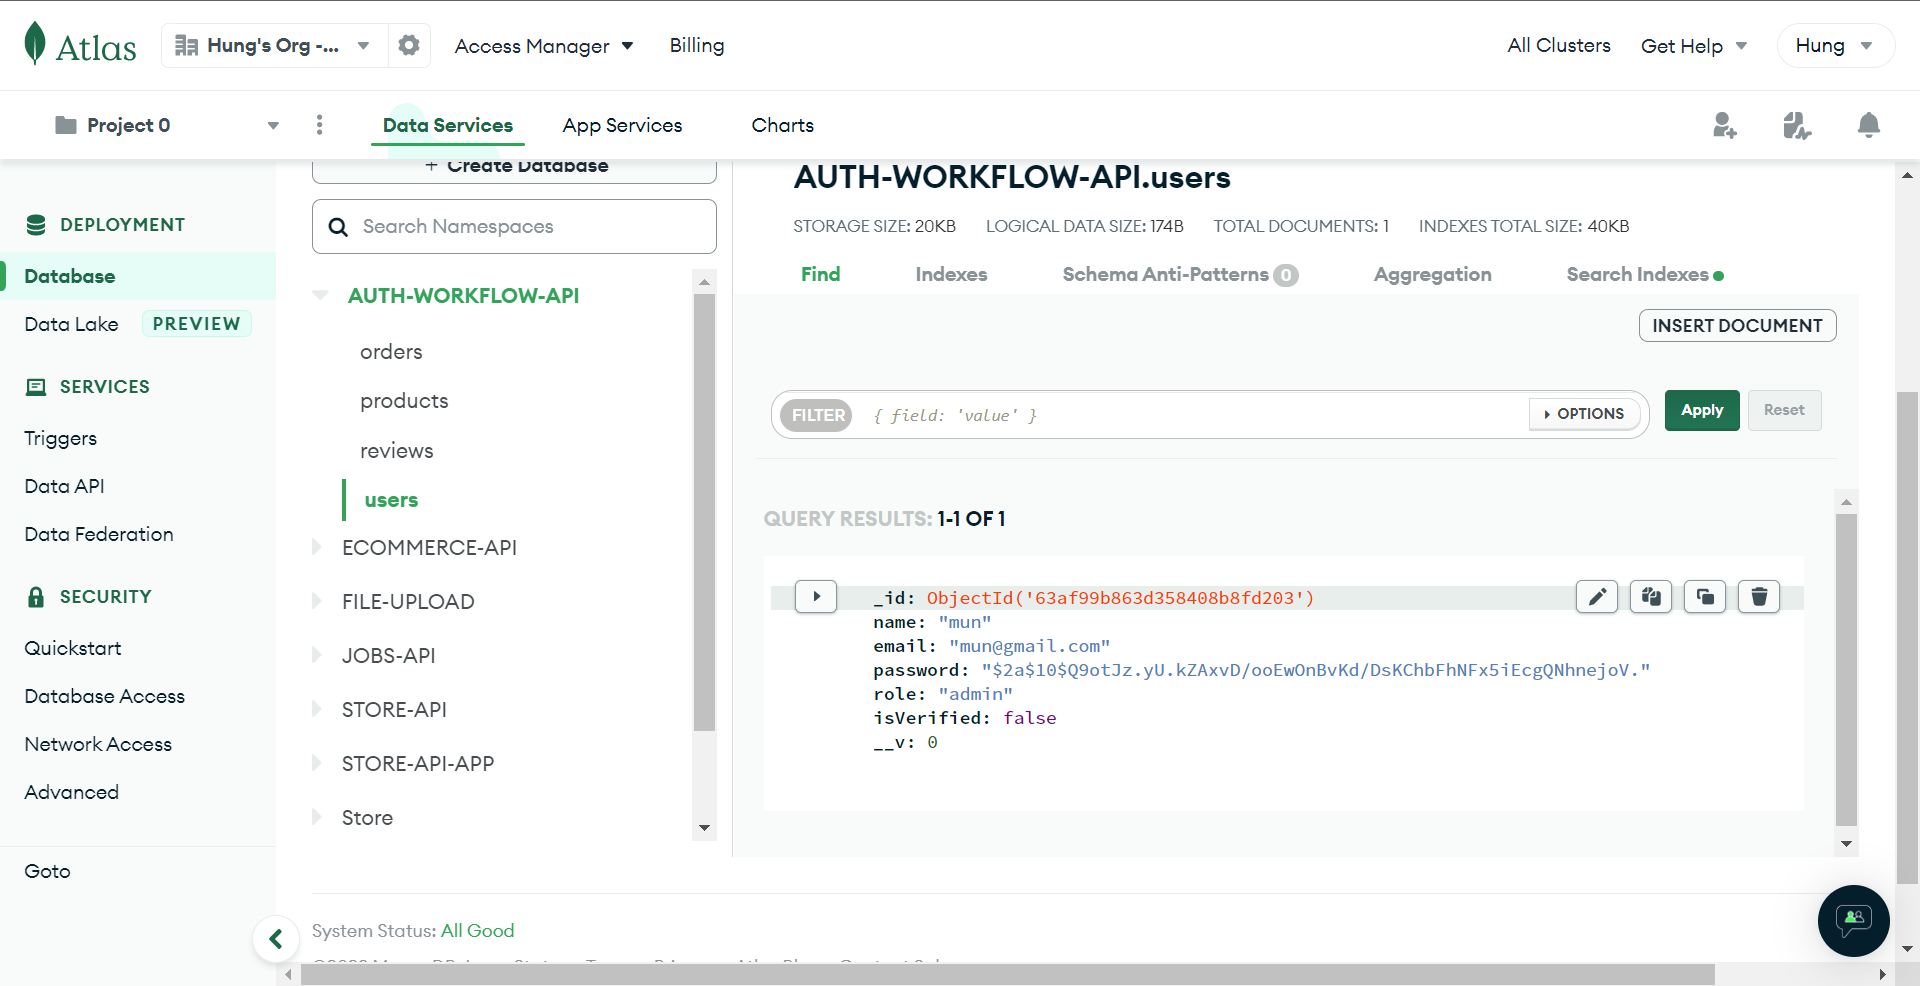 Atlas
Hung's Org -...
Access Manager
Billing
All Clusters
Get Help
Hung
Project 0
Data Services
App Services
Charts
DEPLOYMENT
Database
Data Lake
PREVIEW
SERVICES
Triggers
Data API
Data Federation
SECURITY
Quickstart
Database Access
Network Access
Advanced
Goto
+ Create Database
Search Namespaces
AUTH-WORKFLOW-API
orders
products
reviews
users
ECOMMERCE-API
FILE-UPLOAD
JOBS-API
STORE-API
STORE-API-APP
Store
AUTH-WORKFLOW-API.users
STORAGE SIZE: 20KB LOGICAL DATA SIZE: 174B TOTAL DOCUMENTS: 1 INDEXES TOTAL SIZE: 40KB
Find
Indexes
Schema Anti-Patterns 0
Aggregation
Search Indexes
INSERT DOCUMENT
FILTER
{ field: 'value' }
OPTIONS
Apply
Reset
QUERY RESULTS: 1-1 OF 1
_id: ObjectId('63af99b863d358408b8fd203')
name: "mun"
email: "mun@gmail.com"
password: "$2a$10$Q9otJz.yU.kZAxvD/ooEwOnBvKd/DsKChbFhNFx5iEcgQNhnejoV."
role: "admin"
isVerified: false
__v: 0
System Status: All Good